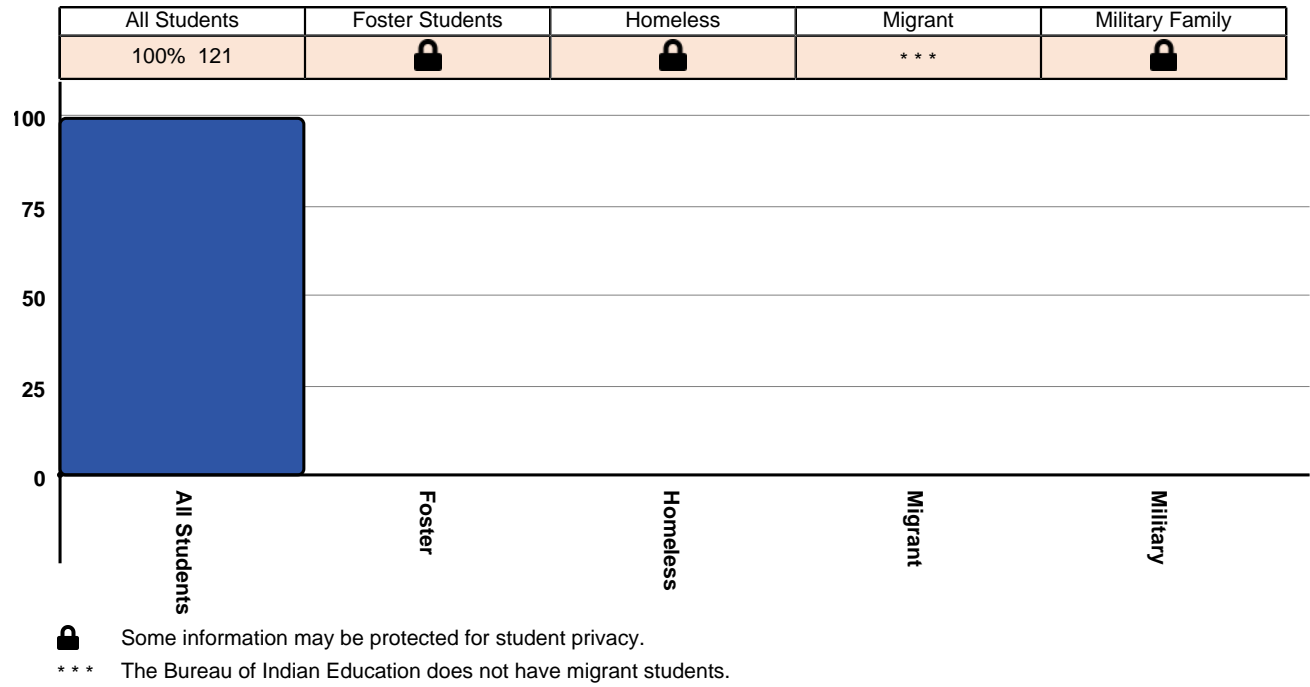 All Students Foster Students Homeless Migrant Military Family
100% 121 * * *
100
75
50
25
0
All Students
Foster
Homeless
Migrant
Military
Some information may be protected for student privacy.
* * * The Bureau of Indian Education does not have migrant students.